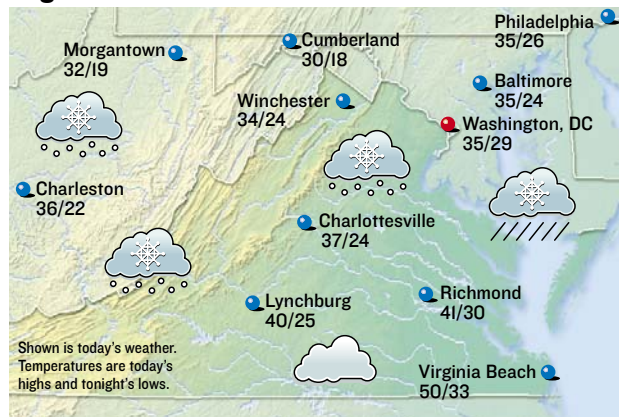 Philadelphia
35/26
Morgantown
32/19
Cumberland
30/18
Baltimore
35/24
Winchester
34/24
Washington, DC
35/29
Charleston
36/22
Charlottesville
37/24
Lynchburg
40/25
Richmond
41/30
Shown is today's weather.
Temperatures are today's
highs and tonight's lows.
Virginia Beach
50/33